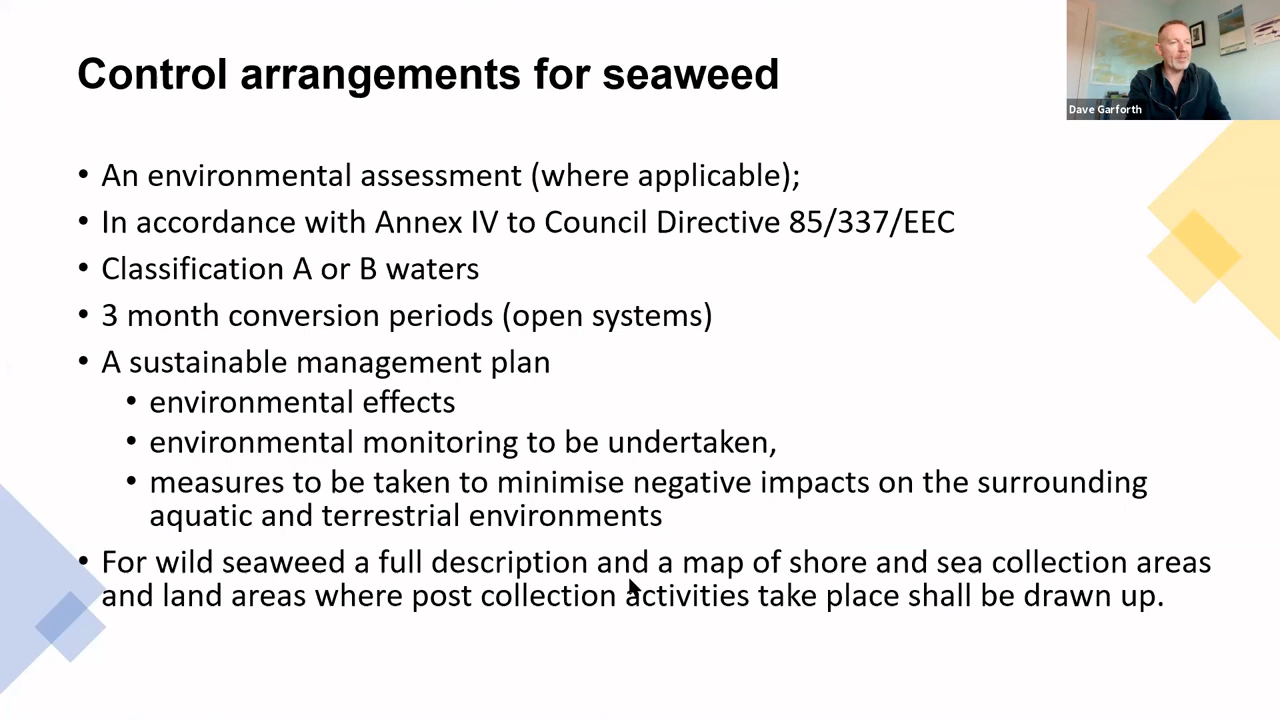 Control arrangements for seaweed
Dave Garforth
• An environmental assessment (where applicable);
• In accordance with Annex IV to Council Directive 85/337/EEC
• Classification A or B waters
• 3 month conversion periods (open systems)
• A sustainable management plan
• environmental effects
• environmental monitoring to be undertaken,
• measures to be taken to minimise negative impacts on the surrounding
aquatic and terrestrial environments
• For wild seaweed a full description and a map of shore and sea collection areas
and land areas where post collection activities take place shall be drawn up.